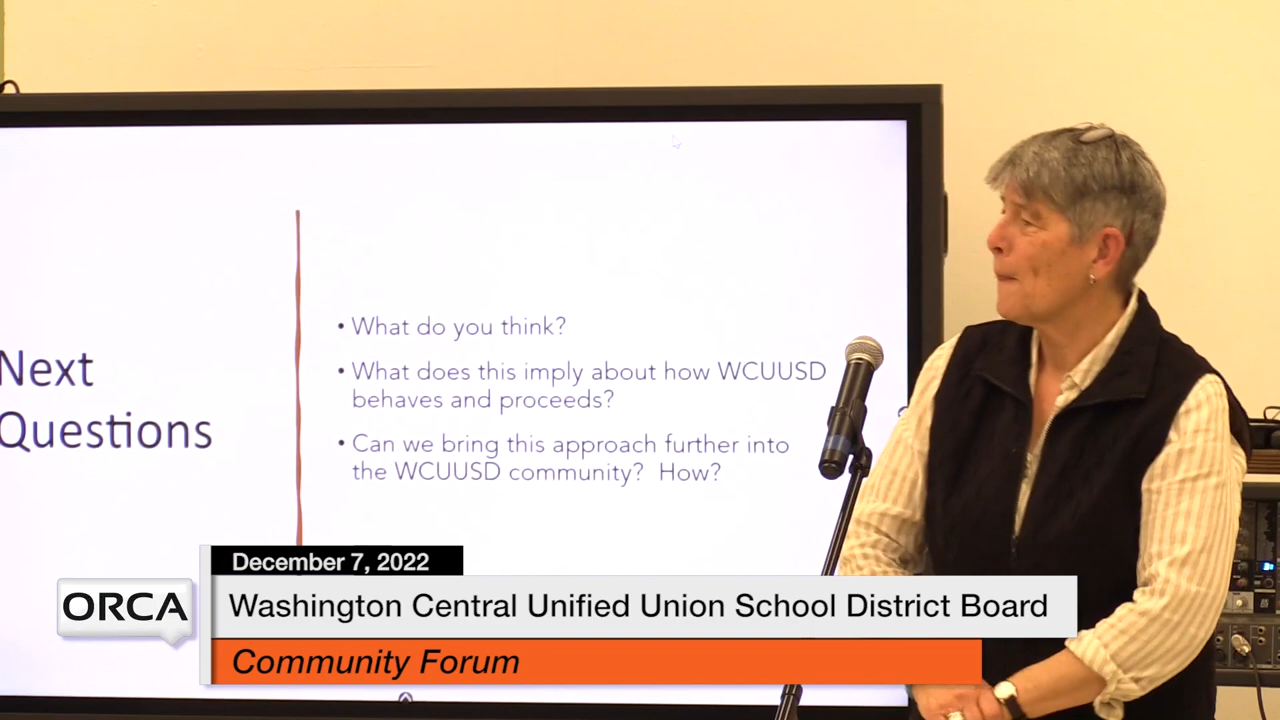 Next
Questions
• What do you think?
• What does this imply about how WCUUSD
behaves and proceeds?
• Can we bring this approach further into
the WCUUSD community? How?
December 7, 2022
ORCA
Washington Central Unified Union School District Board
Community Forum